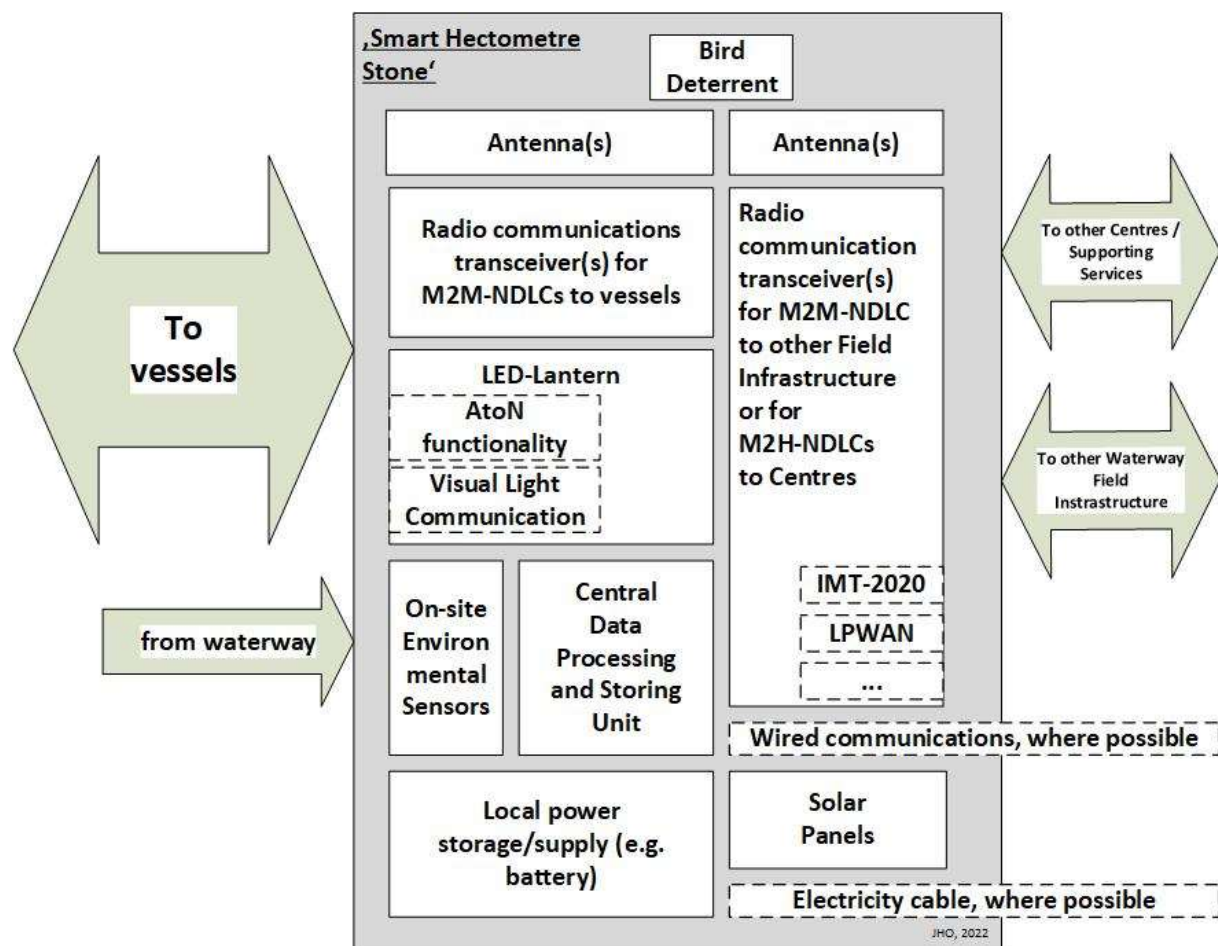 ‚Smart Hectometre
Stone‘
Bird
Deterrent
Antenna(s)
Antenna(s)
To
vessels
Radio communications
transceiver(s) for
M2M-NDLCs to vessels
Radio
communication
transceiver(s)
for M2M-NDLC
to other Field
Infrastructure
or for
M2H-NDLCs
to Centres
IMT-2020
LPWAN
...
To other Centres /
Supporting
Services
To other Waterway
Field
Instrastructure
LED-Lantern
AtoN
functionality
Visual Light
Communication
from waterway
On-site
Environ
mental
Sensors
Central
Data
Processing
and Storing
Unit
Wired communications, where possible
Local power
storage/supply (e.g.
battery)
Solar
Panels
Electricity cable, where possible
JHO, 2022